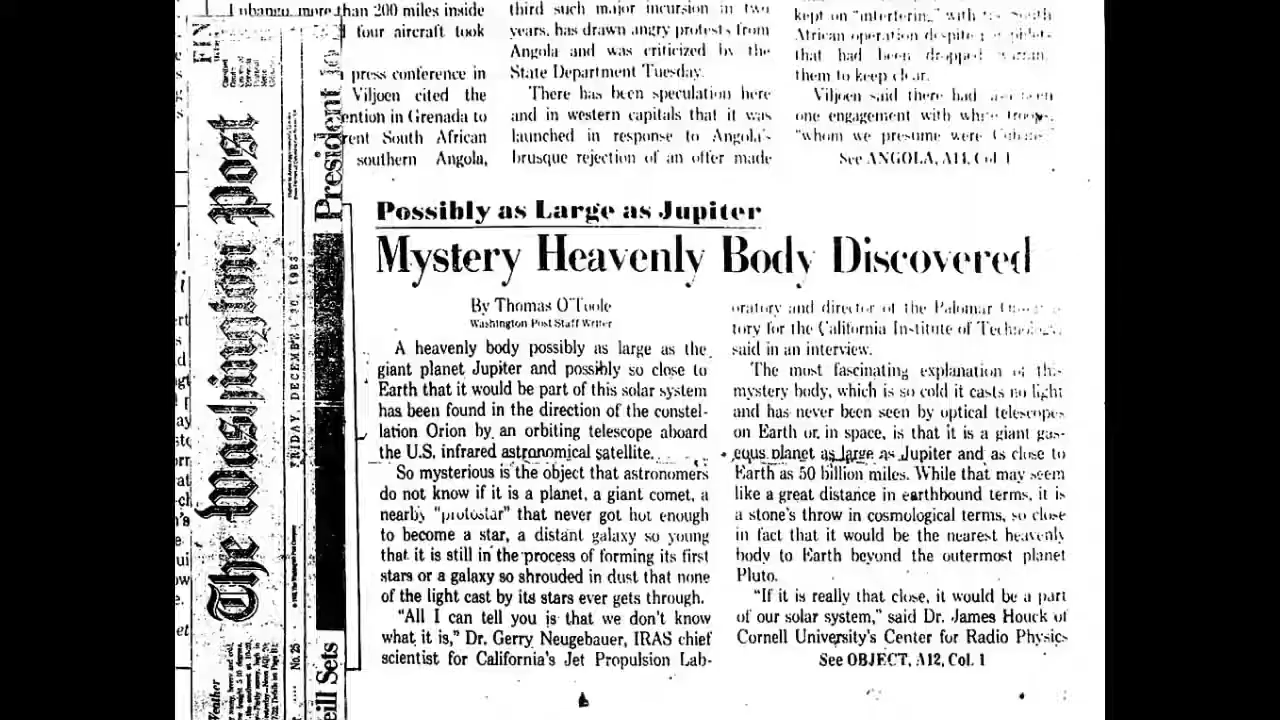 Lubango, more than 200 miles inside
four aircraft took
press conference in
Viljoen cited the
ention in Grenada to
rent South African
southern Angola,
third such major incursion in two
years, has drawn angry protests from
Angola and was criticized by the
State Department Tuesday.
There has been speculation here
and in western capitals that it was
launched in response to Angola's
brusque rejection of an offer made
kept on "interfering" with the South
African operation despite
that had been dropped
them to keep clear.
Viljoen said there had
one engagement with white troops,
"whom we presume were Cubans"
See ANGOLA, A14, Col. 1
The Washington Post
FRIDAY, DECEMBER 30, 1983
No. 25
Weather
President
eill Sets
Possibly as Large as Jupiter
Mystery Heavenly Body Discovered
By Thomas O'Toole
Washington Post Staff Writer
A heavenly body possibly as large as the
giant planet Jupiter and possibly so close to
Earth that it would be part of this solar system
has been found in the direction of the constel-
lation Orion by an orbiting telescope aboard
the U.S. infrared astronomical satellite.
So mysterious is the object that astronomers
do not know if it is a planet, a giant comet, a
nearby "protostar" that never got hot enough
to become a star, a distant galaxy so young
that it is still in the process of forming its first
stars or a galaxy so shrouded in dust that none
of the light cast by its stars ever gets through.
"All I can tell you is that we don't know
what it is," Dr. Gerry Neugebauer, IRAS chief
scientist for California's Jet Propulsion Lab-
oratory and director of the Palomar
tory for the California Institute of Technology,
said in an interview.
The most fascinating explanation of this
mystery body, which is so cold it casts no light
and has never been seen by optical telescopes
on Earth or in space, is that it is a giant gas-
eous planet as large as Jupiter and as close to
Earth as 50 billion miles. While that may seem
like a great distance in earthbound terms, it is
a stone's throw in cosmological terms, so close
in fact that it would be the nearest heavenly
body to Earth beyond the outermost planet
Pluto.
"If it is really that close, it would be a part
of our solar system," said Dr. James Houck of
Cornell University's Center for Radio Physic-
See OBJECT, A12, Col. 1